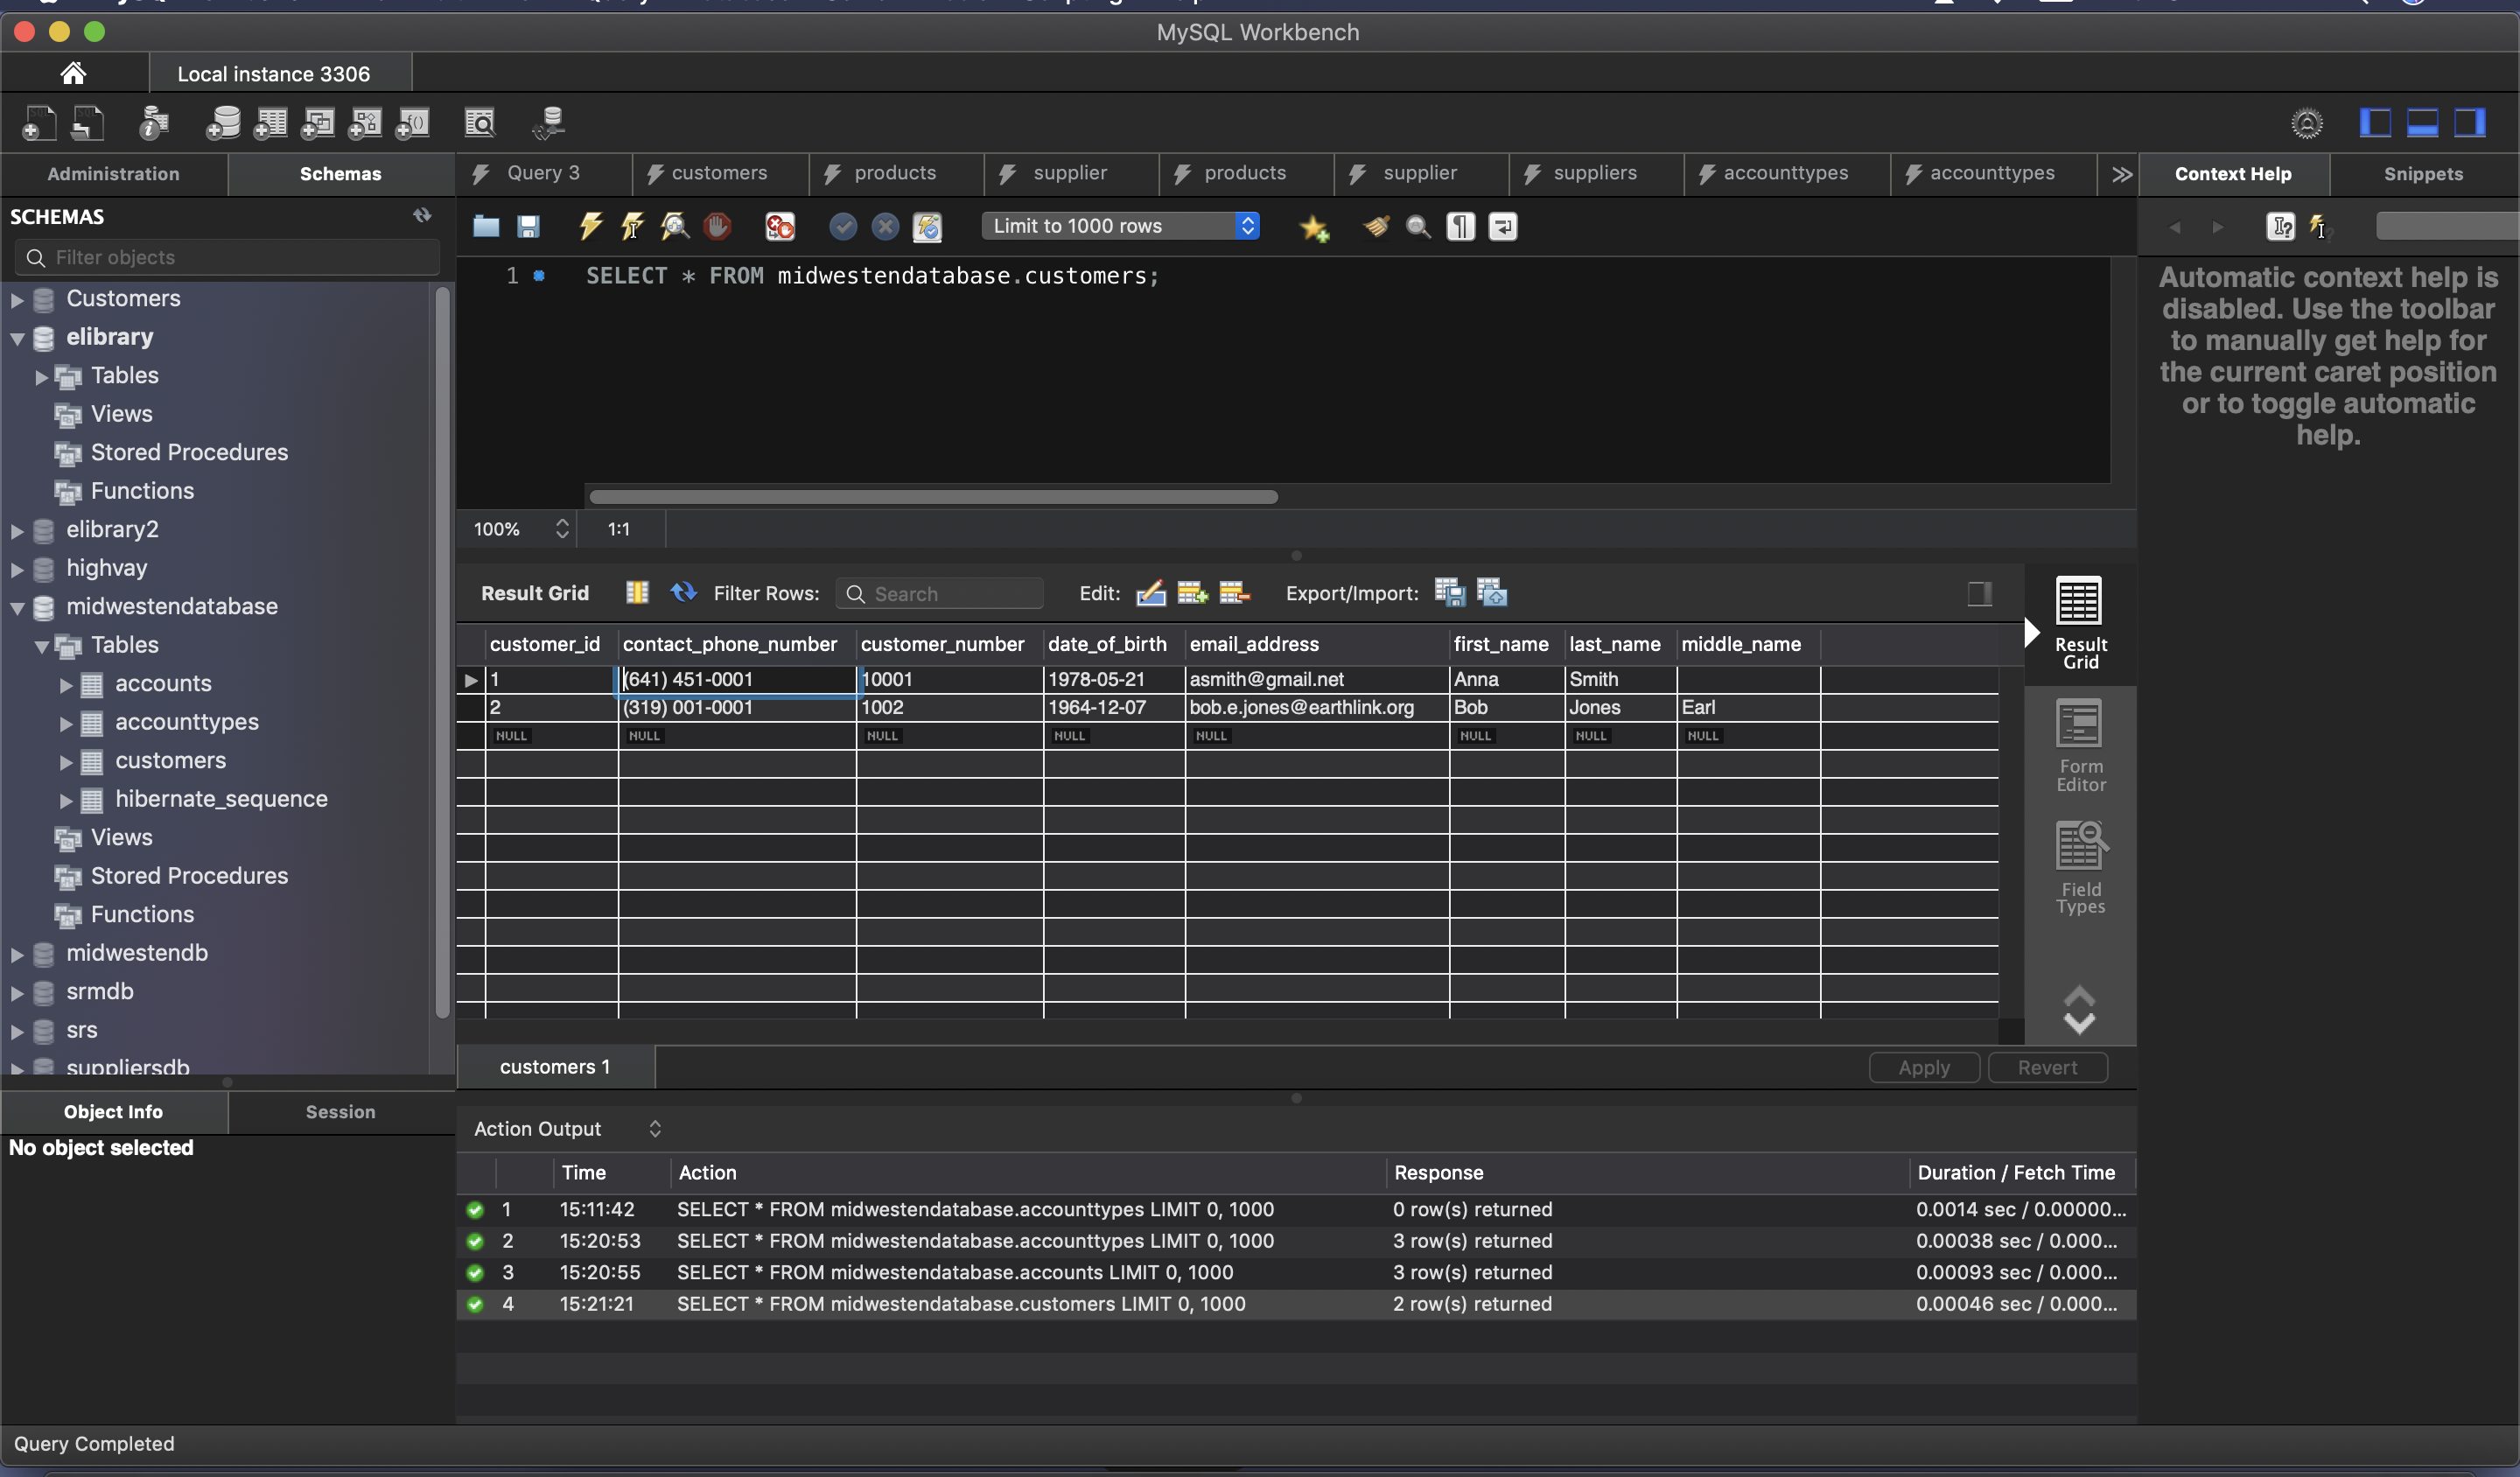 MySQL Workbench
Local instance 3306
Administration
Schemas
Query 3
customers
products
supplier
products
supplier
suppliers
accounttypes
accounttypes
Context Help
Snippets
SCHEMAS
Filter objects
Limit to 1000 rows
1
SELECT * FROM midwestendatabase.customers;
Automatic context help is
disabled. Use the toolbar
to manually get help for
the current caret position
or to toggle automatic
help.
Customers
elibrary
Tables
Views
Stored Procedures
Functions
elibrary2
highvay
midwestendatabase
Tables
accounts
accounttypes
customers
hibernate_sequence
Views
Stored Procedures
Functions
midwestendb
srmdb
srs
suppliersdb
100%
1:1
Result Grid
Filter Rows:
Search
Edit:
Export/Import:
customer_id contact_phone_number customer_number date_of_birth email_address first_name last_name middle_name
1 (641) 451-0001 10001 1978-05-21 asmith@gmail.net Anna Smith
2 (319) 001-0001 1002 1964-12-07 bob.e.jones@earthlink.org Bob Jones Earl
NULL NULL NULL NULL NULL NULL NULL NULL
Result
Grid
Form
Editor
Field
Types
customers 1
Apply
Revert
Object Info
Session
No object selected
Action Output
Time Action Response Duration / Fetch Time
1 15:11:42 SELECT * FROM midwestendatabase.accounttypes LIMIT 0, 1000 0 row(s) returned 0.0014 sec / 0.00000...
2 15:20:53 SELECT * FROM midwestendatabase.accounttypes LIMIT 0, 1000 3 row(s) returned 0.00038 sec / 0.000...
3 15:20:55 SELECT * FROM midwestendatabase.accounts LIMIT 0, 1000 3 row(s) returned 0.00093 sec / 0.000...
4 15:21:21 SELECT * FROM midwestendatabase.customers LIMIT 0, 1000 2 row(s) returned 0.00046 sec / 0.000...
Query Completed